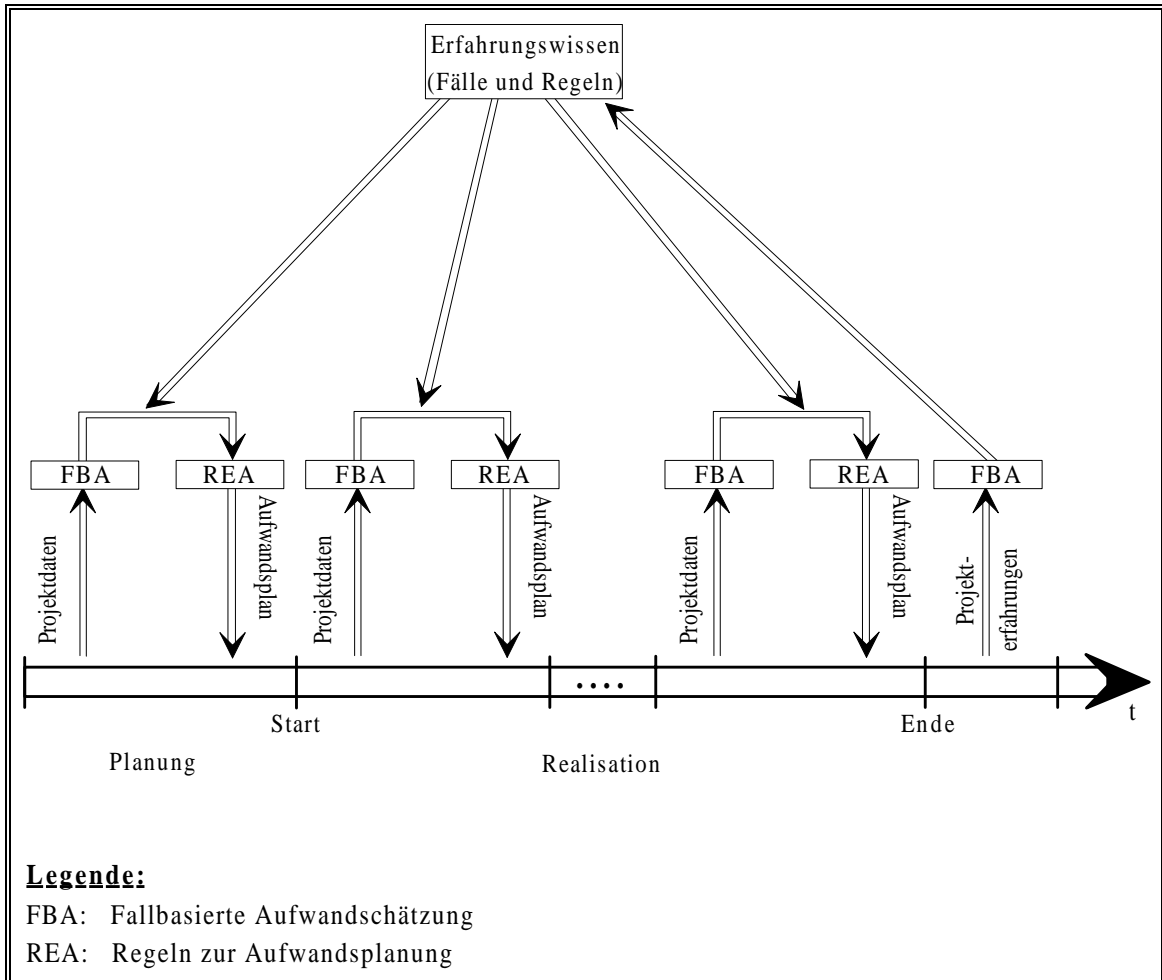 Erfahrungswissen
(Fälle und Regeln)
FBA
REA
FBA
REA
FBA
REA
FBA
Projektdaten
Aufwandsplan
Projektdaten
Aufwandsplan
Projektdaten
Aufwandsplan
Projekt-
erfahrungen
....
Start
Ende
t
Planung
Realisation
Legende:
FBA: Fallbasierte Aufwandschätzung
REA: Regeln zur Aufwandsplanung